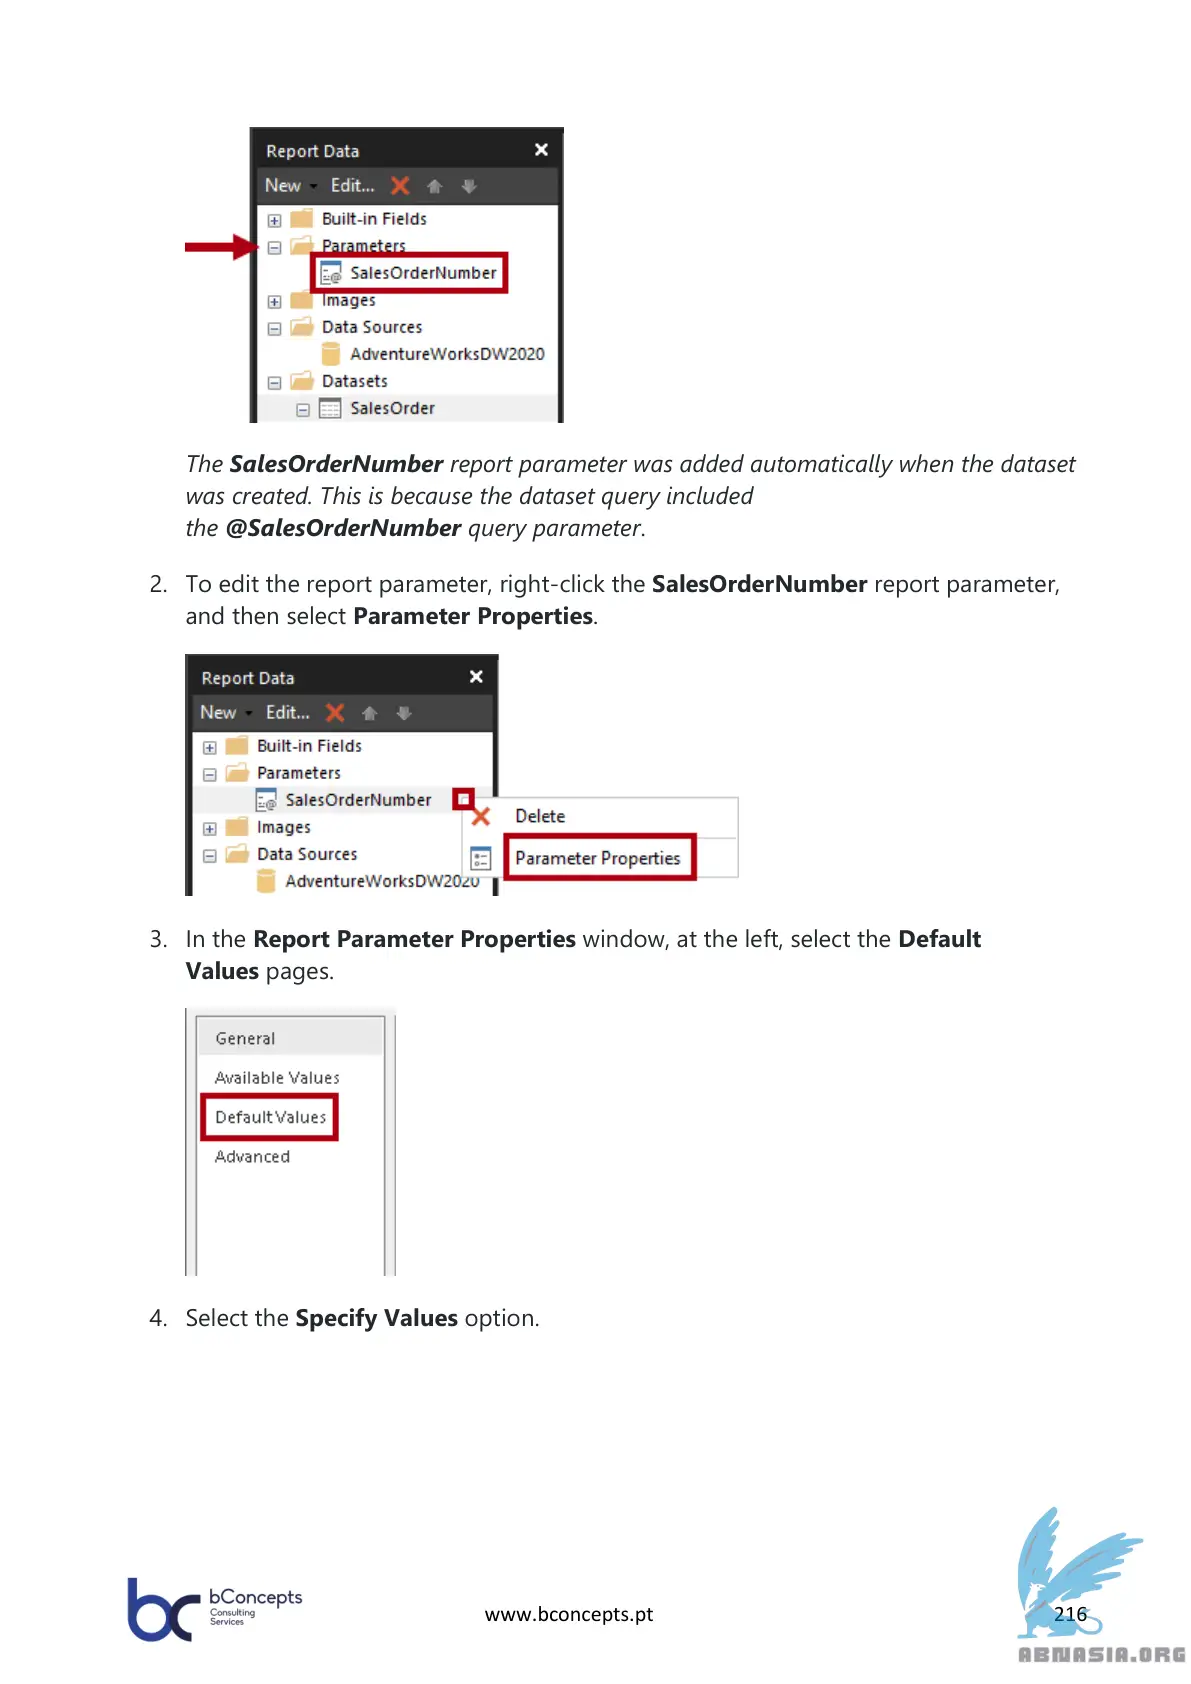 Report Data
New Edit...
Built-in Fields
Parameters
SalesOrderNumber
Images
Data Sources
AdventureWorksDW2020
Datasets
SalesOrder
The SalesOrderNumber report parameter was added automatically when the dataset
was created. This is because the dataset query included
the @SalesOrderNumber query parameter.
2. To edit the report parameter, right-click the SalesOrderNumber report parameter,
and then select Parameter Properties.
Report Data
New Edit...
Built-in Fields
Parameters
SalesOrderNumber
Delete
Images
Data Sources
Parameter Properties
AdventureWorksDW2020
3. In the Report Parameter Properties window, at the left, select the Default
Values pages.
General
Available Values
Default Values
Advanced
4. Select the Specify Values option.
bc bConcepts
Consulting
Services
www.bconcepts.pt
216
ABNASIA.ORG